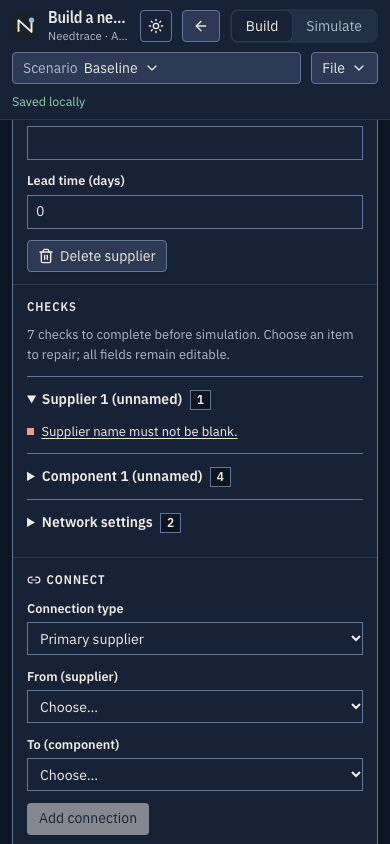 N
Build a ne...
Needtrace · A...
Build
Simulate
Scenario Baseline
File
Saved locally
Lead time (days)
0
Delete supplier
CHECKS
7 checks to complete before simulation. Choose an item
to repair; all fields remain editable.
Supplier 1 (unnamed) 1
Supplier name must not be blank.
Component 1 (unnamed) 4
Network settings 2
CONNECT
Connection type
Primary supplier
From (supplier)
Choose...
To (component)
Choose...
Add connection